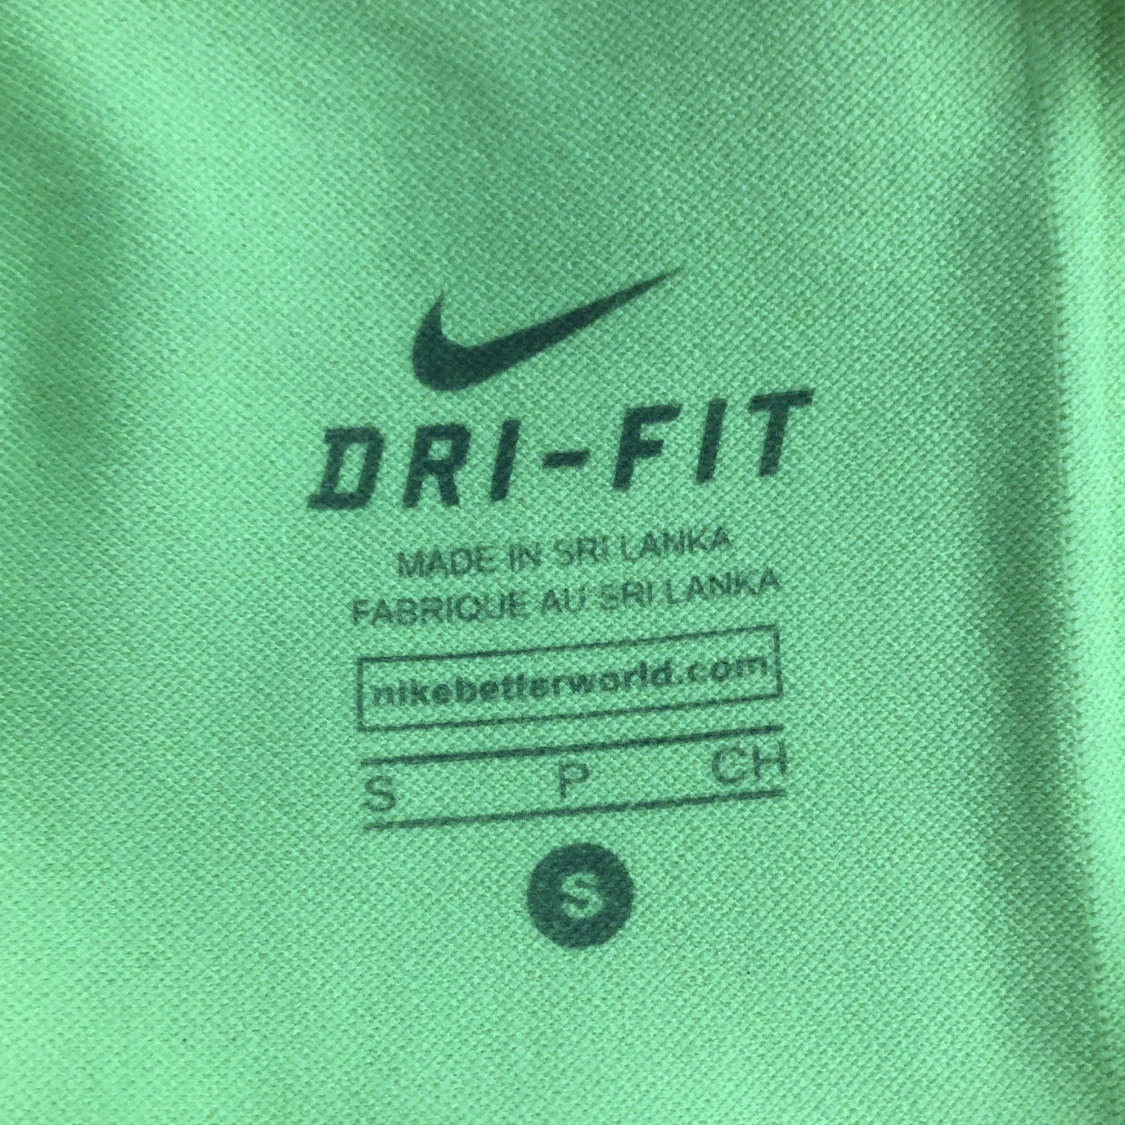 DRI-FIT
MADE IN SRI LANKA
FABRIQUE AU SRI LANKA
nikebetterworld.com
S P CH
S